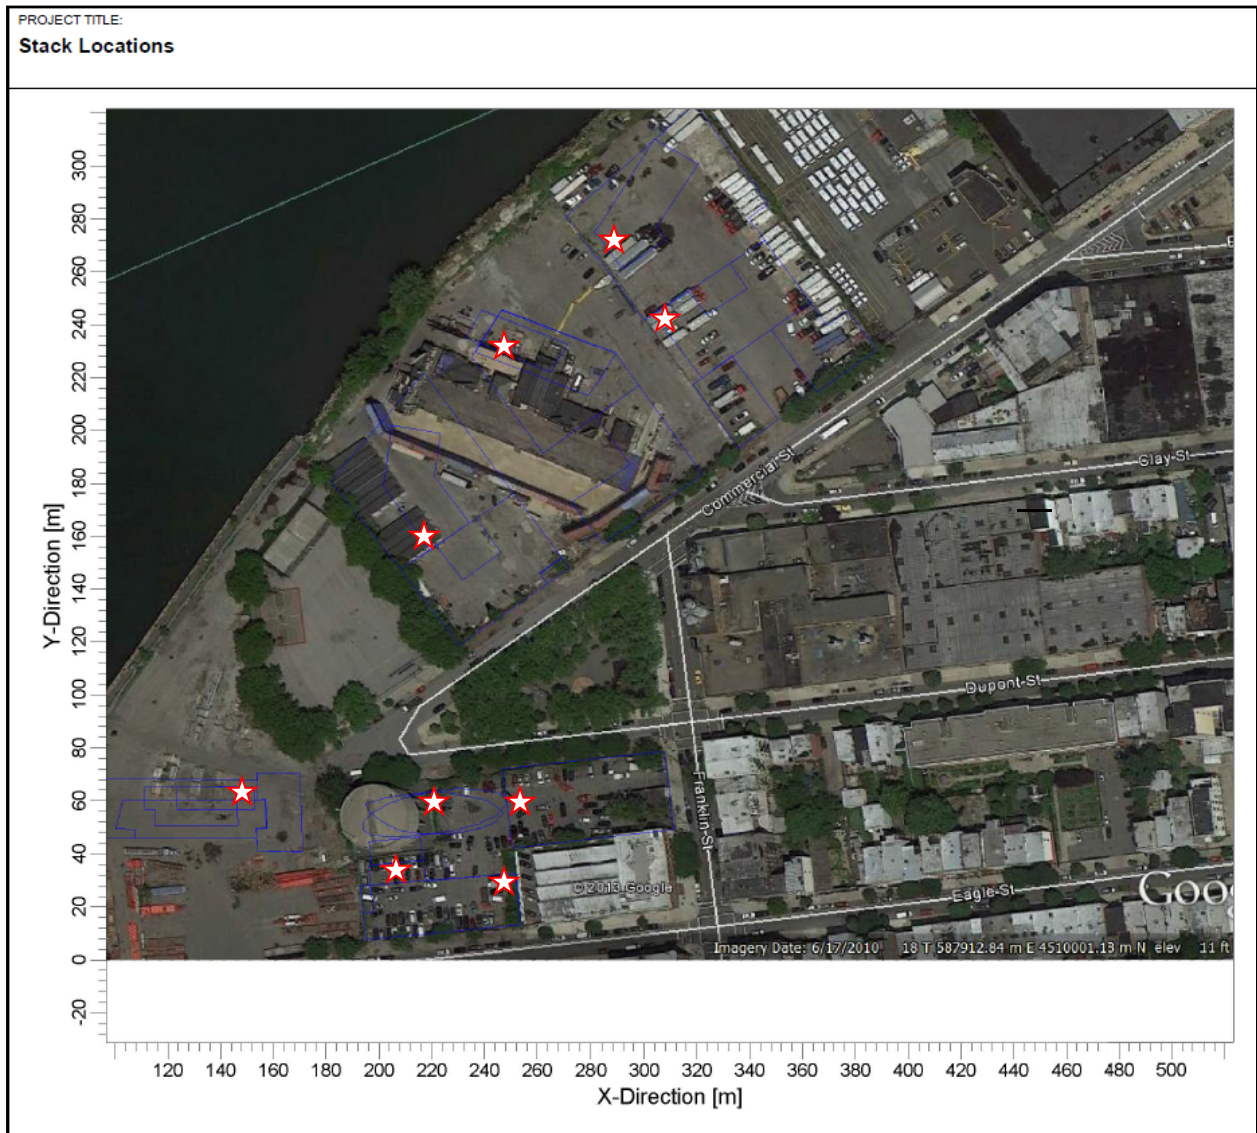 PROJECT TITLE:
Stack Locations
Y-Direction [m]
300
280
260
240
220
200
180
160
140
120
100
80
60
40
20
0
-20
Commercial St
Clay St
Dupont St
Franklin St
Eagle St
© 2013 Google
Goo
Imagery Date: 6/17/2010 18 T 587912.84 m E 4510001.13 m N elev 11 ft
120 140 160 180 200 220 240 260 280 300 320 340 360 380 400 420 440 460 480 500
X-Direction [m]